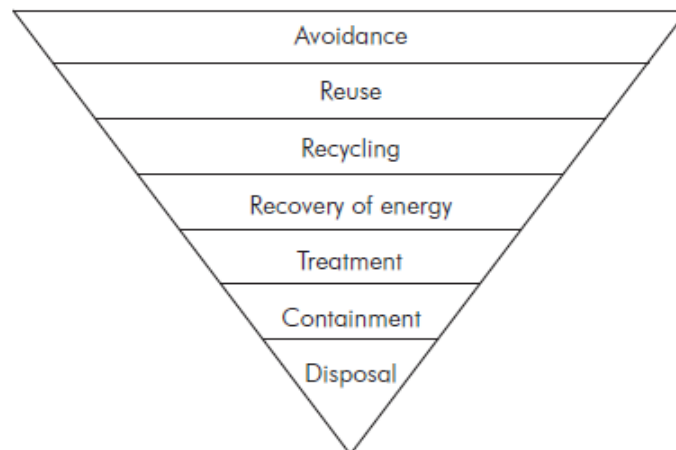 Avoidance
Reuse
Recycling
Recovery of energy
Treatment
Containment
Disposal